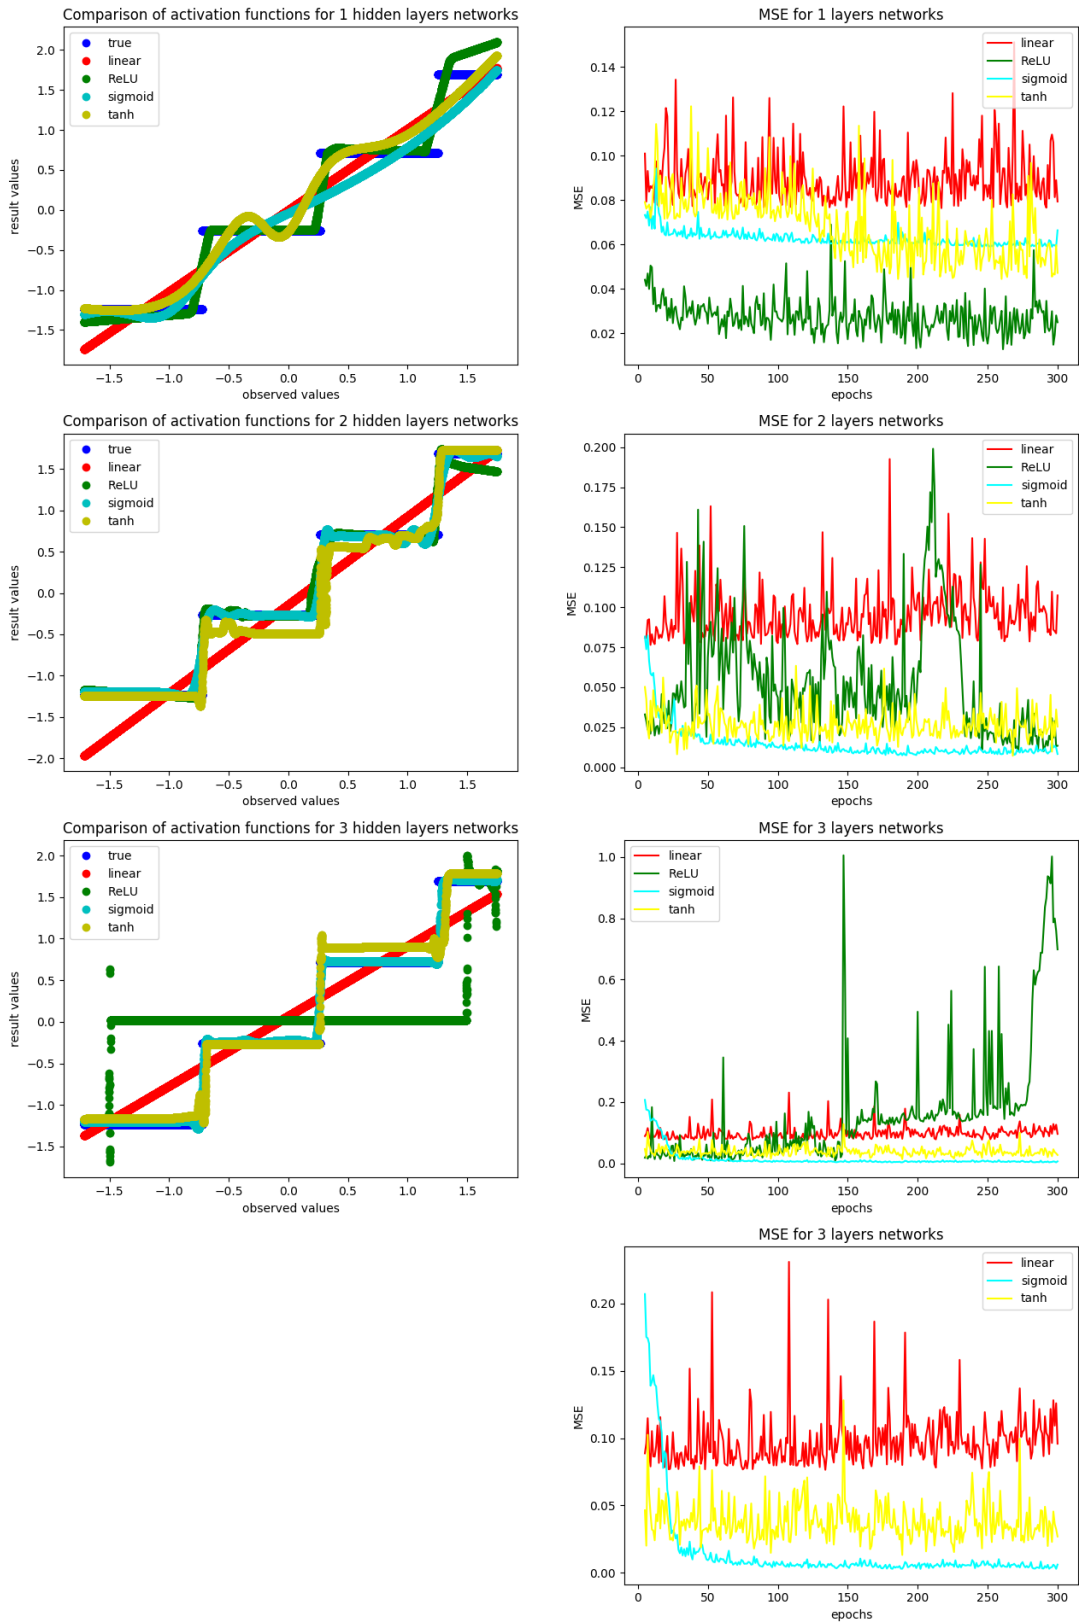 Comparison of activation functions for 1 hidden layers networks
true
linear
ReLU
sigmoid
tanh
result values
2.0
1.5
1.0
0.5
0.0
−0.5
−1.0
−1.5
−1.5 −1.0 −0.5 0.0 0.5 1.0 1.5
observed values
MSE for 1 layers networks
linear
ReLU
sigmoid
tanh
MSE
0.14
0.12
0.10
0.08
0.06
0.04
0.02
0 50 100 150 200 250 300
epochs
Comparison of activation functions for 2 hidden layers networks
true
linear
ReLU
sigmoid
tanh
result values
1.5
1.0
0.5
0.0
−0.5
−1.0
−1.5
−2.0
−1.5 −1.0 −0.5 0.0 0.5 1.0 1.5
observed values
MSE for 2 layers networks
linear
ReLU
sigmoid
tanh
MSE
0.200
0.175
0.150
0.125
0.100
0.075
0.050
0.025
0.000
0 50 100 150 200 250 300
epochs
Comparison of activation functions for 3 hidden layers networks
true
linear
ReLU
sigmoid
tanh
result values
2.0
1.5
1.0
0.5
0.0
−0.5
−1.0
−1.5
−1.5 −1.0 −0.5 0.0 0.5 1.0 1.5
observed values
MSE for 3 layers networks
linear
ReLU
sigmoid
tanh
MSE
1.0
0.8
0.6
0.4
0.2
0.0
0 50 100 150 200 250 300
epochs
MSE for 3 layers networks
linear
sigmoid
tanh
MSE
0.20
0.15
0.10
0.05
0.00
0 50 100 150 200 250 300
epochs